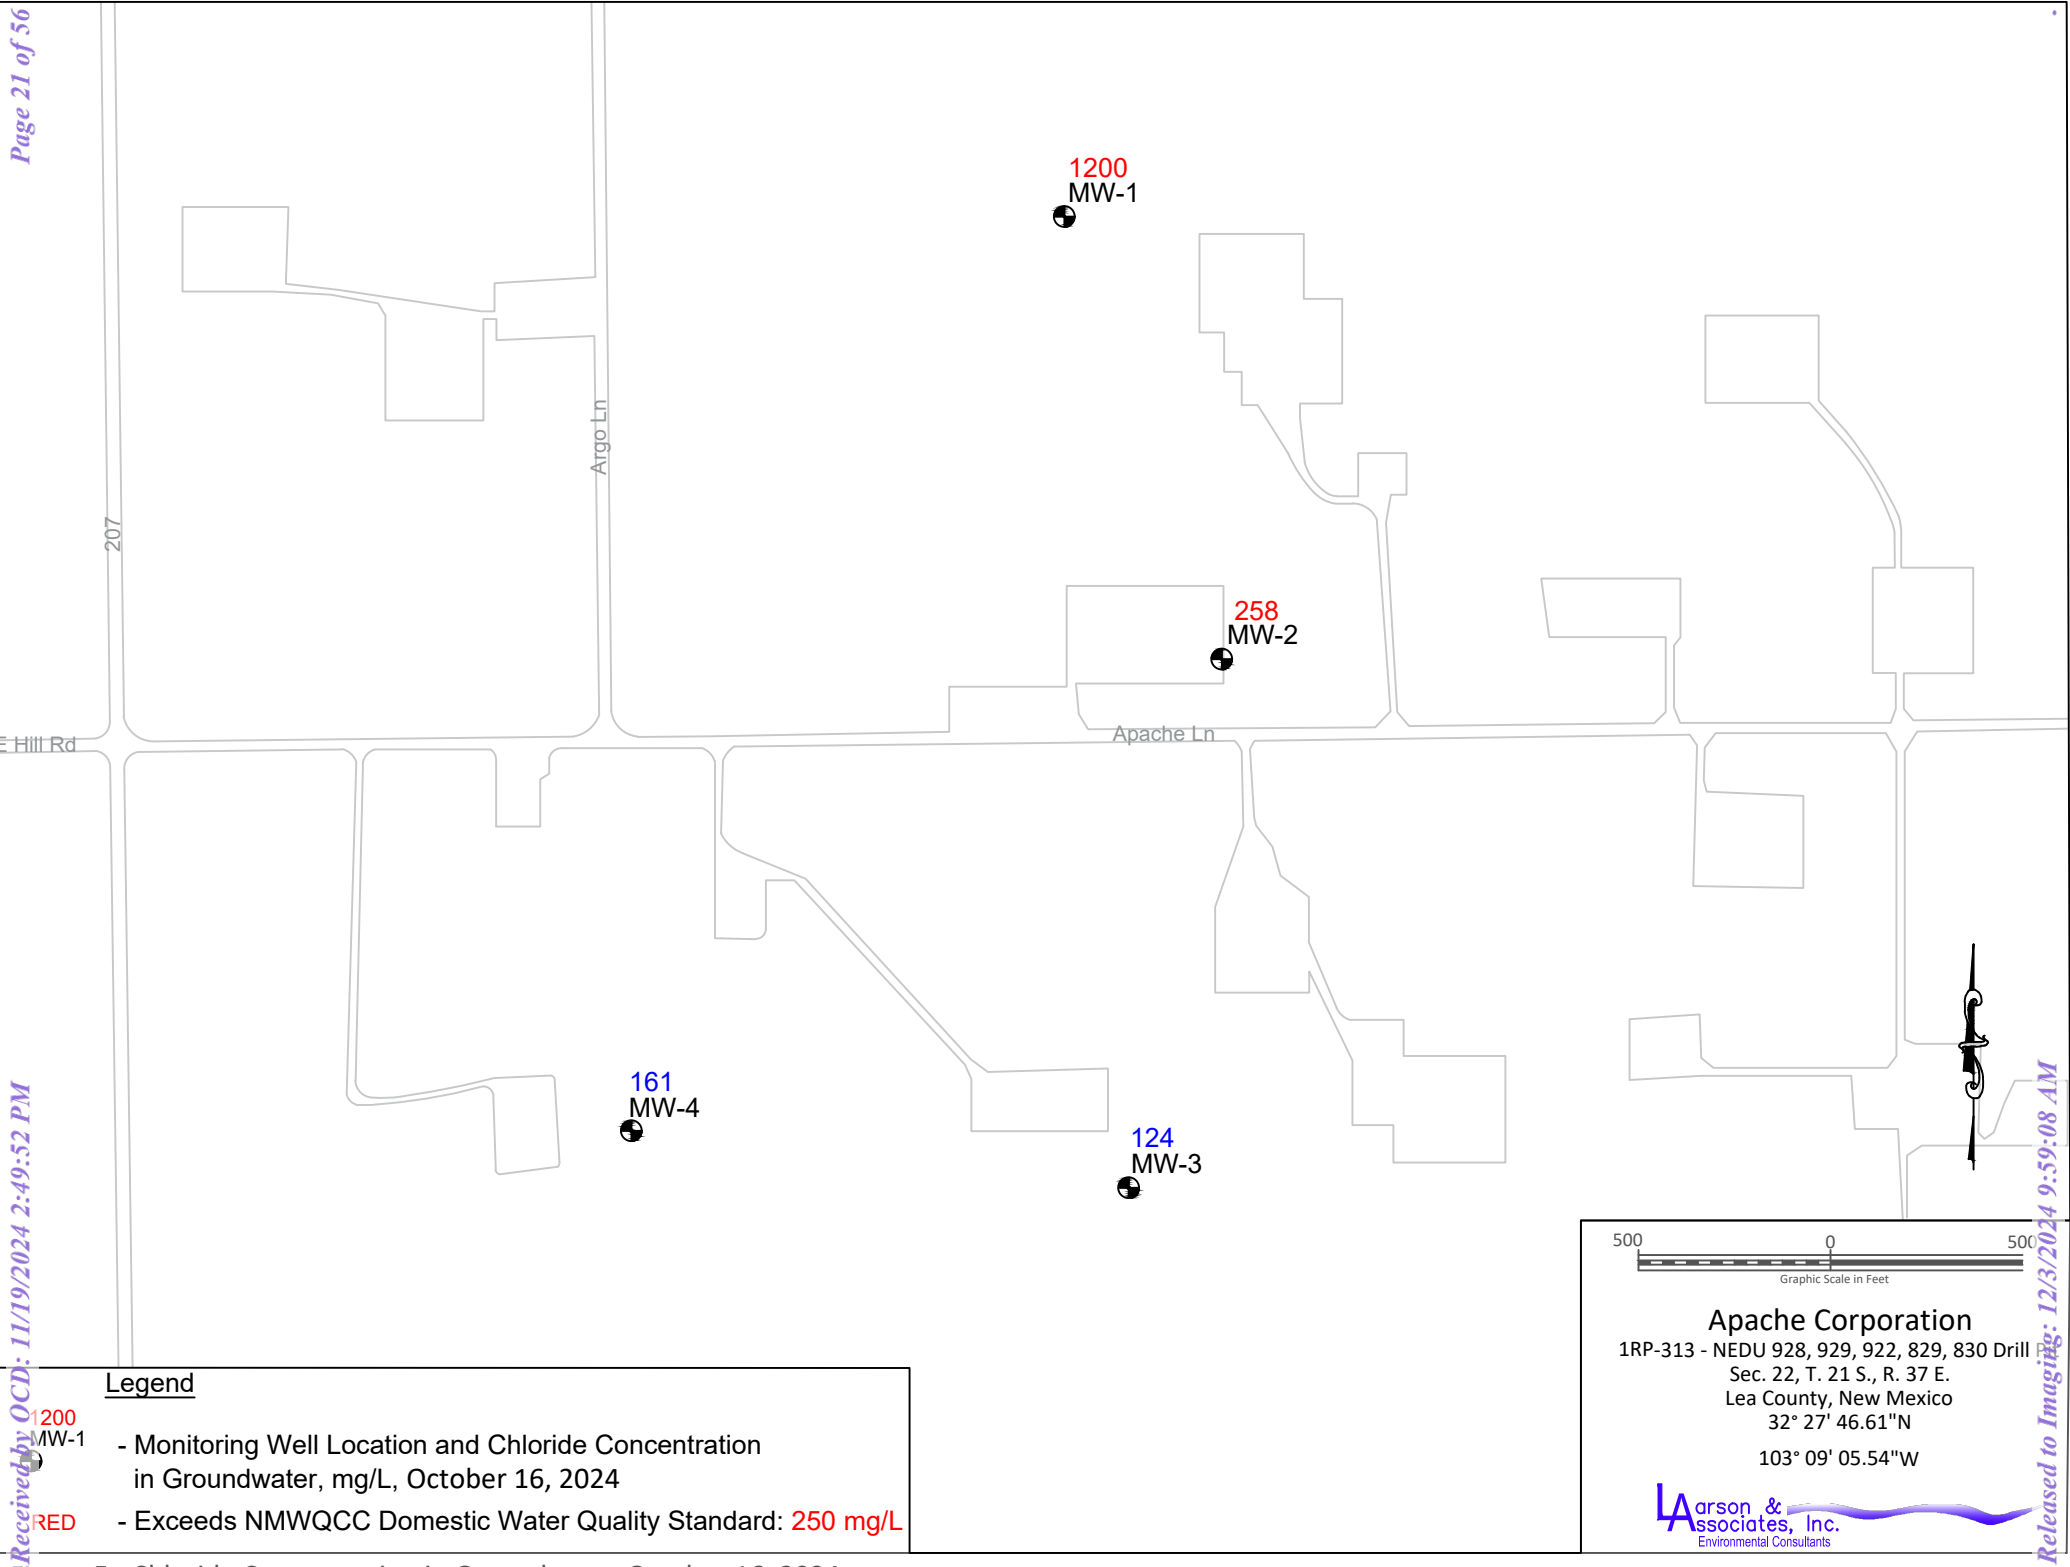 Page 21 of 56
1200
MW-1
Argo Ln
207
258
MW-2
E Hill Rd
Apache Ln
161
MW-4
124
MW-3
Received by OCD: 11/19/2024 2:49:52 PM
Released to Imaging: 12/3/2024 9:59:08 AM
500 0 500
Graphic Scale in Feet
Apache Corporation
1RP-313 - NEDU 928, 929, 922, 829, 830 Drill
Sec. 22, T. 21 S., R. 37 E.
Lea County, New Mexico
32° 27' 46.61"N
103° 09' 05.54"W
Larson &
Associates, Inc.
Environmental Consultants
Legend
1200
MW-1
- Monitoring Well Location and Chloride Concentration
in Groundwater, mg/L, October 16, 2024
RED - Exceeds NMWQCC Domestic Water Quality Standard: 250 mg/L